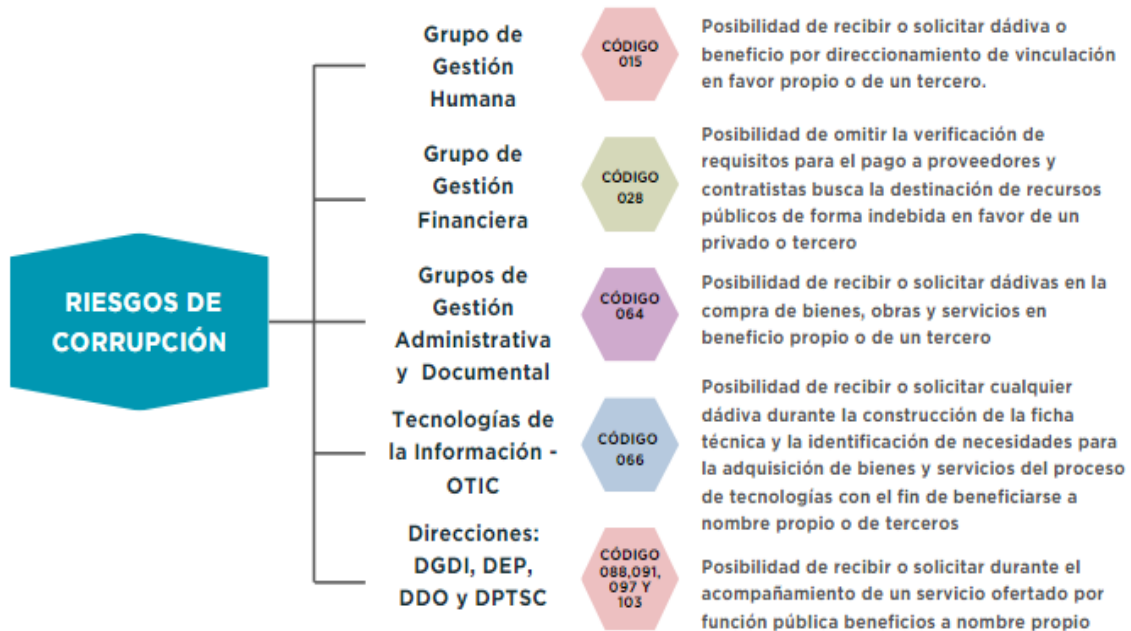 RIESGOS DE
CORRUPCIÓN
Grupo de
Gestión
Humana
CÓDIGO
015
Posibilidad de recibir o solicitar dádiva o
beneficio por direccionamiento de vinculación
en favor propio o de un tercero.
Grupo de
Gestión
Financiera
CÓDIGO
028
Posibilidad de omitir la verificación de
requisitos para el pago a proveedores y
contratistas busca la destinación de recursos
públicos de forma indebida en favor de un
privado o tercero
Grupos de
Gestión
Administrativa
y Documental
CÓDIGO
064
Posibilidad de recibir o solicitar dádivas en la
compra de bienes, obras y servicios en
beneficio propio o de un tercero
Tecnologías de
la Información -
OTIC
CÓDIGO
066
Posibilidad de recibir o solicitar cualquier
dádiva durante la construcción de la ficha
técnica y la identificación de necesidades para
la adquisición de bienes y servicios del proceso
de tecnologías con el fin de beneficiarse a
nombre propio o de terceros
Direcciones:
DGDI, DEP,
DDO y DPTSC
CÓDIGO
088,091,
097 Y
103
Posibilidad de recibir o solicitar durante el
acompañamiento de un servicio ofertado por
función pública beneficios a nombre propio